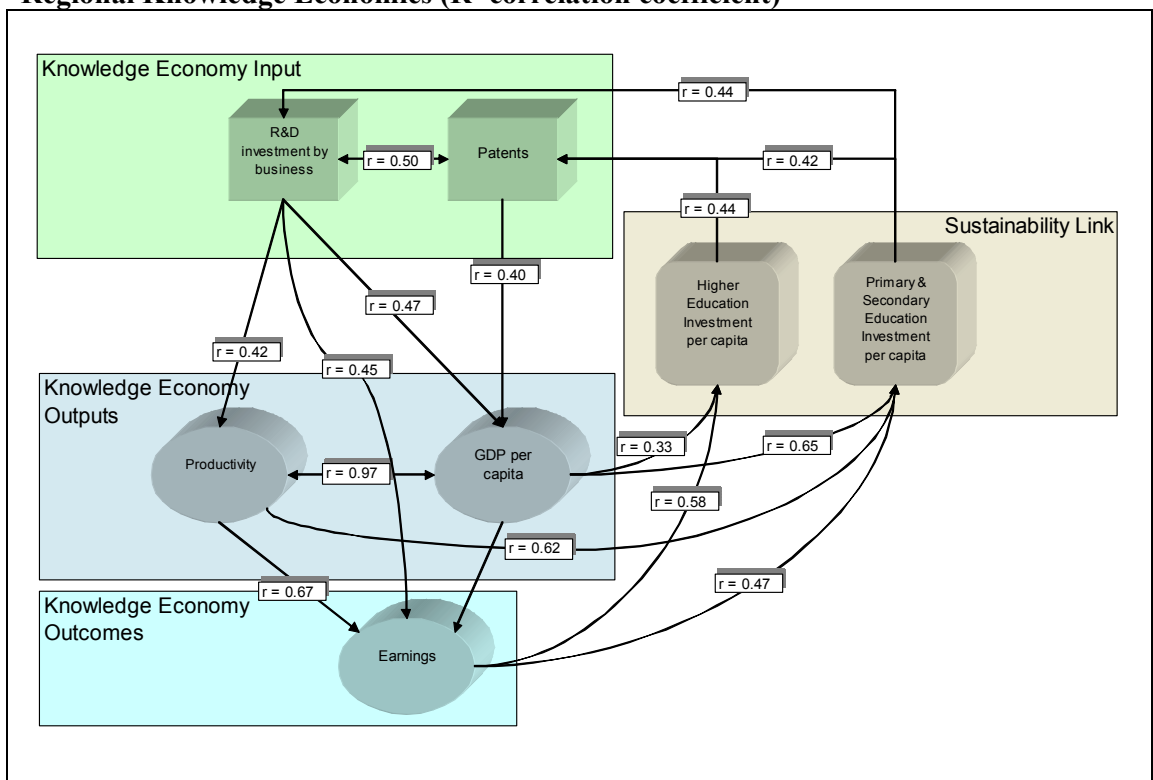 Regional Knowledge Economies (R= correlation coefficient)
Knowledge Economy Input
r = 0.44
R&D
investment by
business
r = 0.50
Patents
r = 0.42
r = 0.44
Sustainability Link
r = 0.40
Higher
Education
Investment
per capita
Primary &
Secondary
Education
Investment
per capita
r = 0.47
r = 0.42
r = 0.45
Knowledge Economy
Outputs
Productivity
r = 0.97
GDP per
capita
r = 0.33
r = 0.65
r = 0.58
r = 0.62
r = 0.67
r = 0.47
Knowledge Economy
Outcomes
Earnings